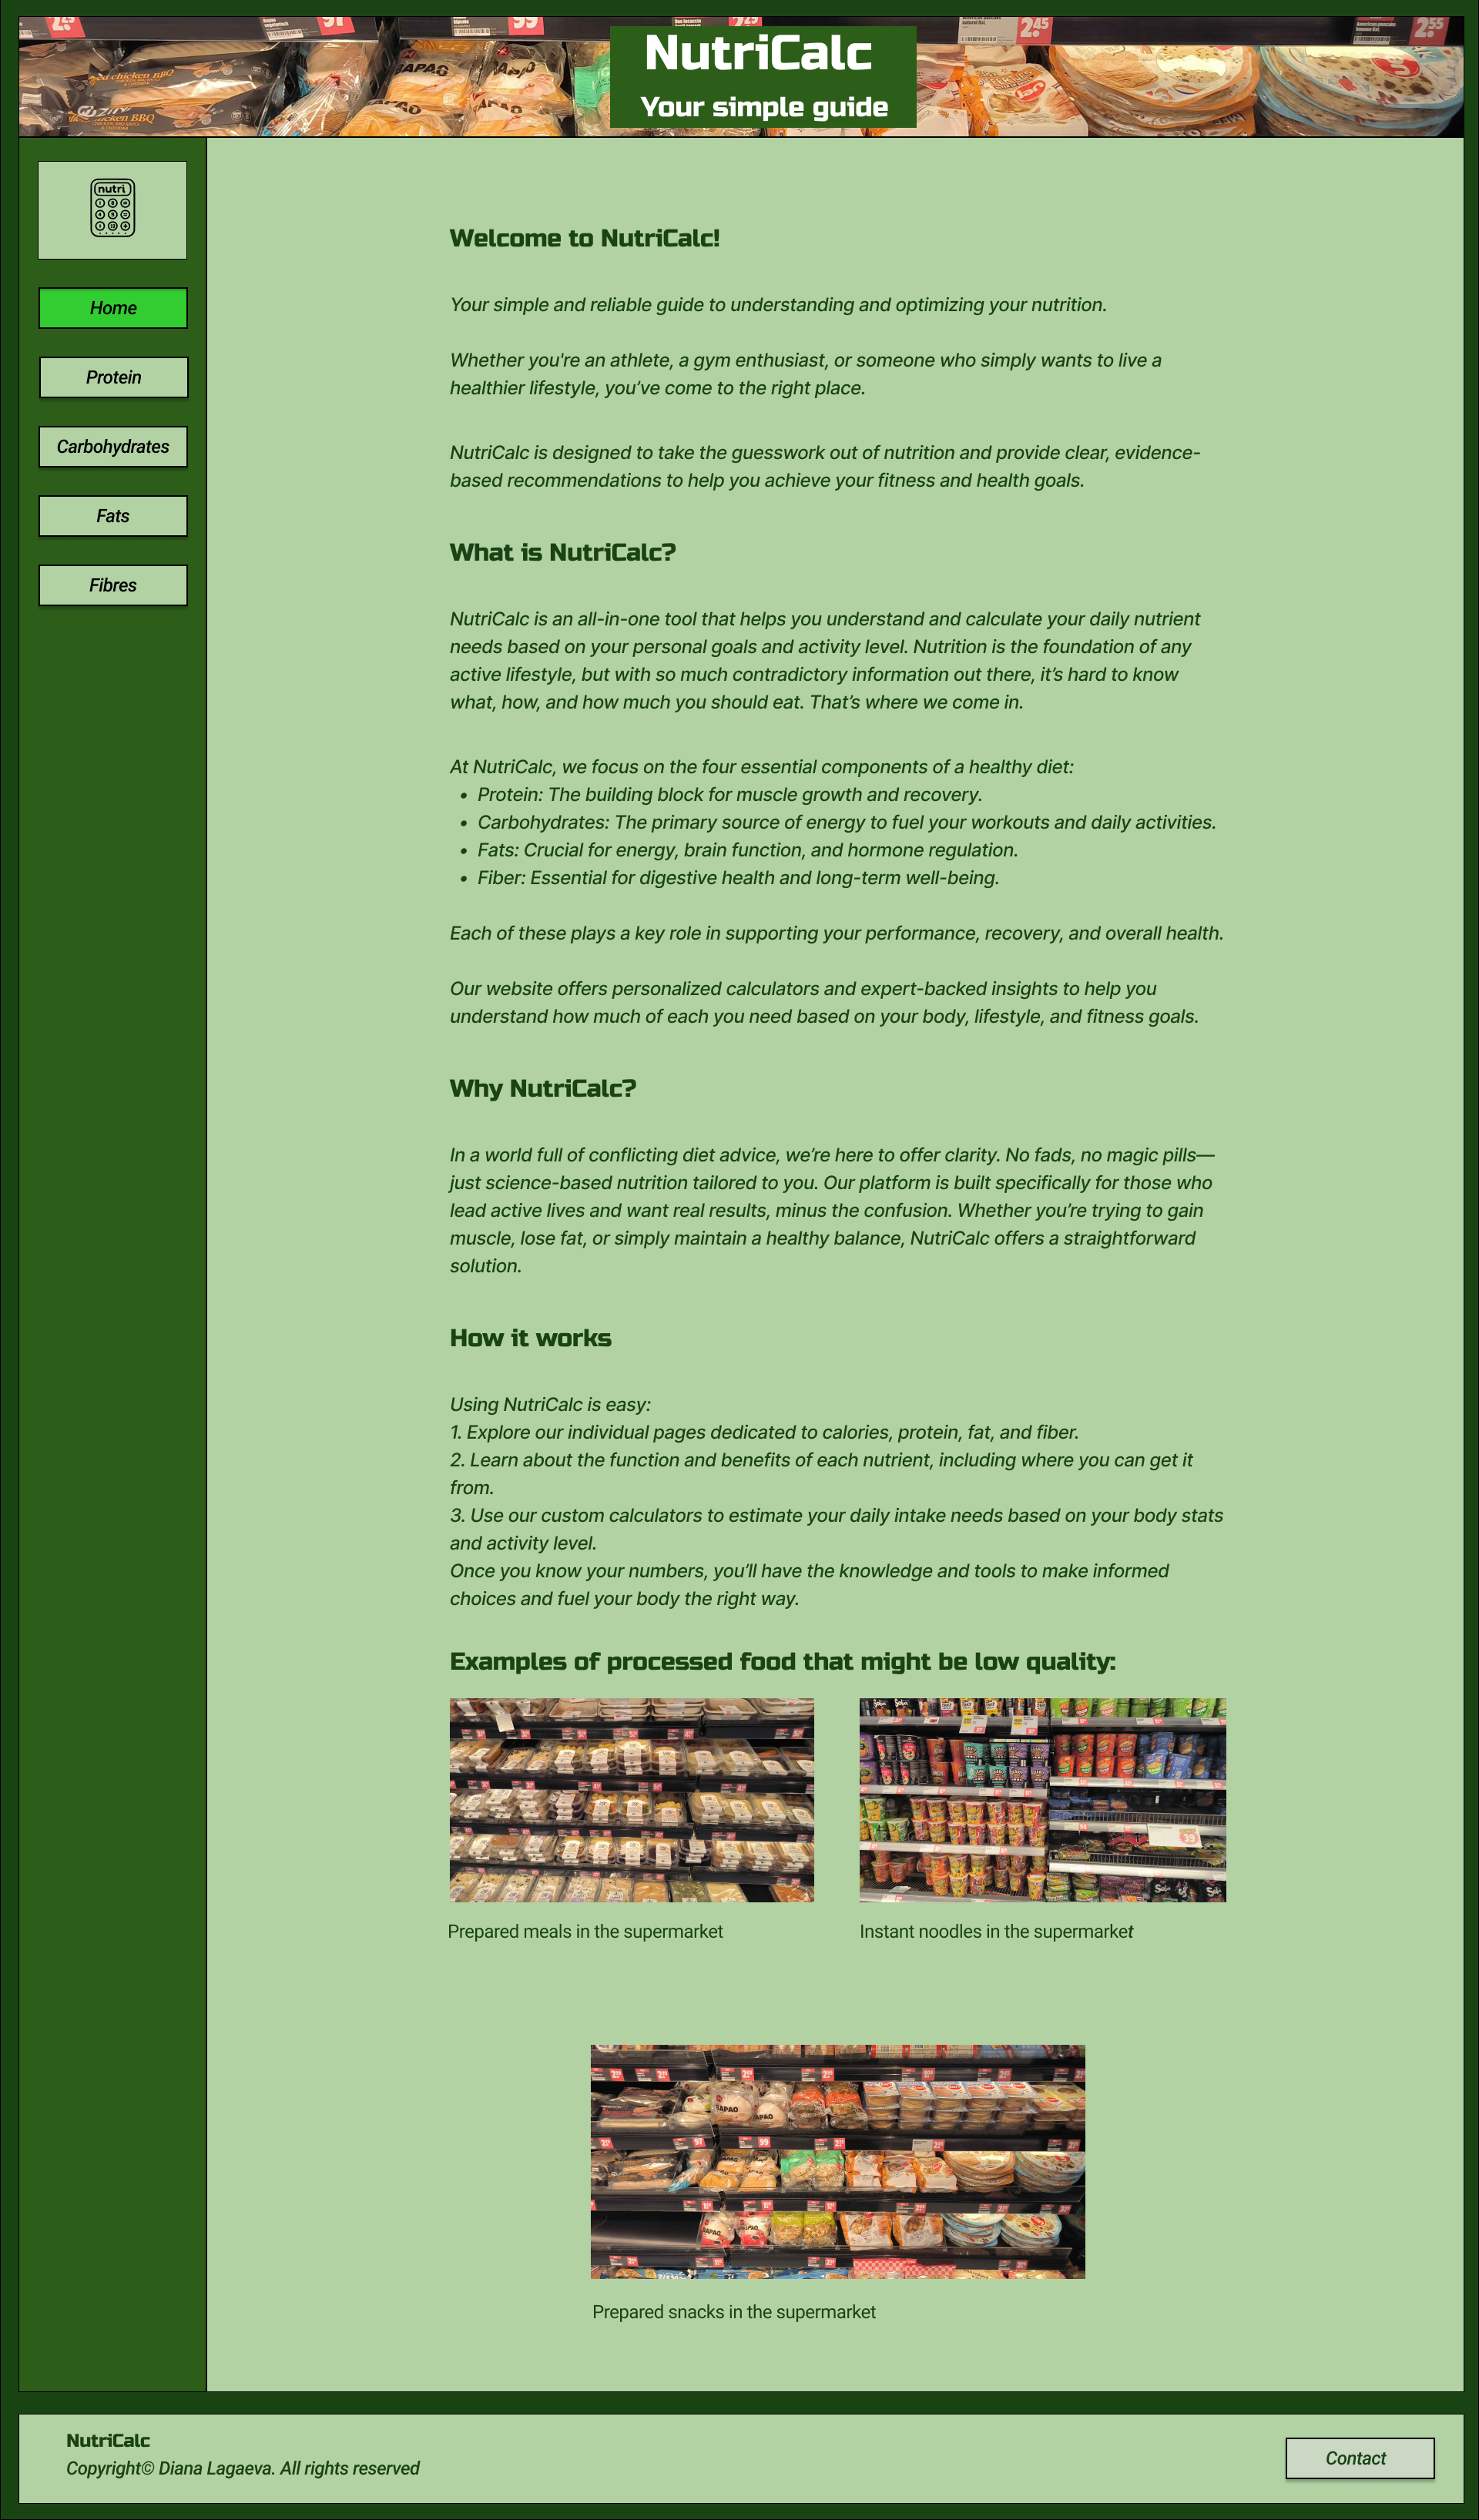 2.25
97
99
2.25
2.45
2.55
chicken BBQ
BAPAO
BAPAO
NutriCalc
Your simple guide
nutri
Home
Protein
Carbohydrates
Fats
Fibres
Welcome to NutriCalc!
Your simple and reliable guide to understanding and optimizing your nutrition.
Whether you're an athlete, a gym enthusiast, or someone who simply wants to live a
healthier lifestyle, you’ve come to the right place.
NutriCalc is designed to take the guesswork out of nutrition and provide clear, evidence-
based recommendations to help you achieve your fitness and health goals.
What is NutriCalc?
NutriCalc is an all-in-one tool that helps you understand and calculate your daily nutrient
needs based on your personal goals and activity level. Nutrition is the foundation of any
active lifestyle, but with so much contradictory information out there, it’s hard to know
what, how, and how much you should eat. That’s where we come in.
At NutriCalc, we focus on the four essential components of a healthy diet:
• Protein: The building block for muscle growth and recovery.
• Carbohydrates: The primary source of energy to fuel your workouts and daily activities.
• Fats: Crucial for energy, brain function, and hormone regulation.
• Fiber: Essential for digestive health and long-term well-being.
Each of these plays a key role in supporting your performance, recovery, and overall health.
Our website offers personalized calculators and expert-backed insights to help you
understand how much of each you need based on your body, lifestyle, and fitness goals.
Why NutriCalc?
In a world full of conflicting diet advice, we’re here to offer clarity. No fads, no magic pills—
just science-based nutrition tailored to you. Our platform is built specifically for those who
lead active lives and want real results, minus the confusion. Whether you’re trying to gain
muscle, lose fat, or simply maintain a healthy balance, NutriCalc offers a straightforward
solution.
How it works
Using NutriCalc is easy:
1. Explore our individual pages dedicated to calories, protein, fat, and fiber.
2. Learn about the function and benefits of each nutrient, including where you can get it
from.
3. Use our custom calculators to estimate your daily intake needs based on your body stats
and activity level.
Once you know your numbers, you’ll have the knowledge and tools to make informed
choices and fuel your body the right way.
Examples of processed food that might be low quality:
Prepared meals in the supermarket
Instant noodles in the supermarket
BAPAO
BAPAO
Prepared snacks in the supermarket
NutriCalc
Copyright© Diana Lagaeva. All rights reserved
Contact